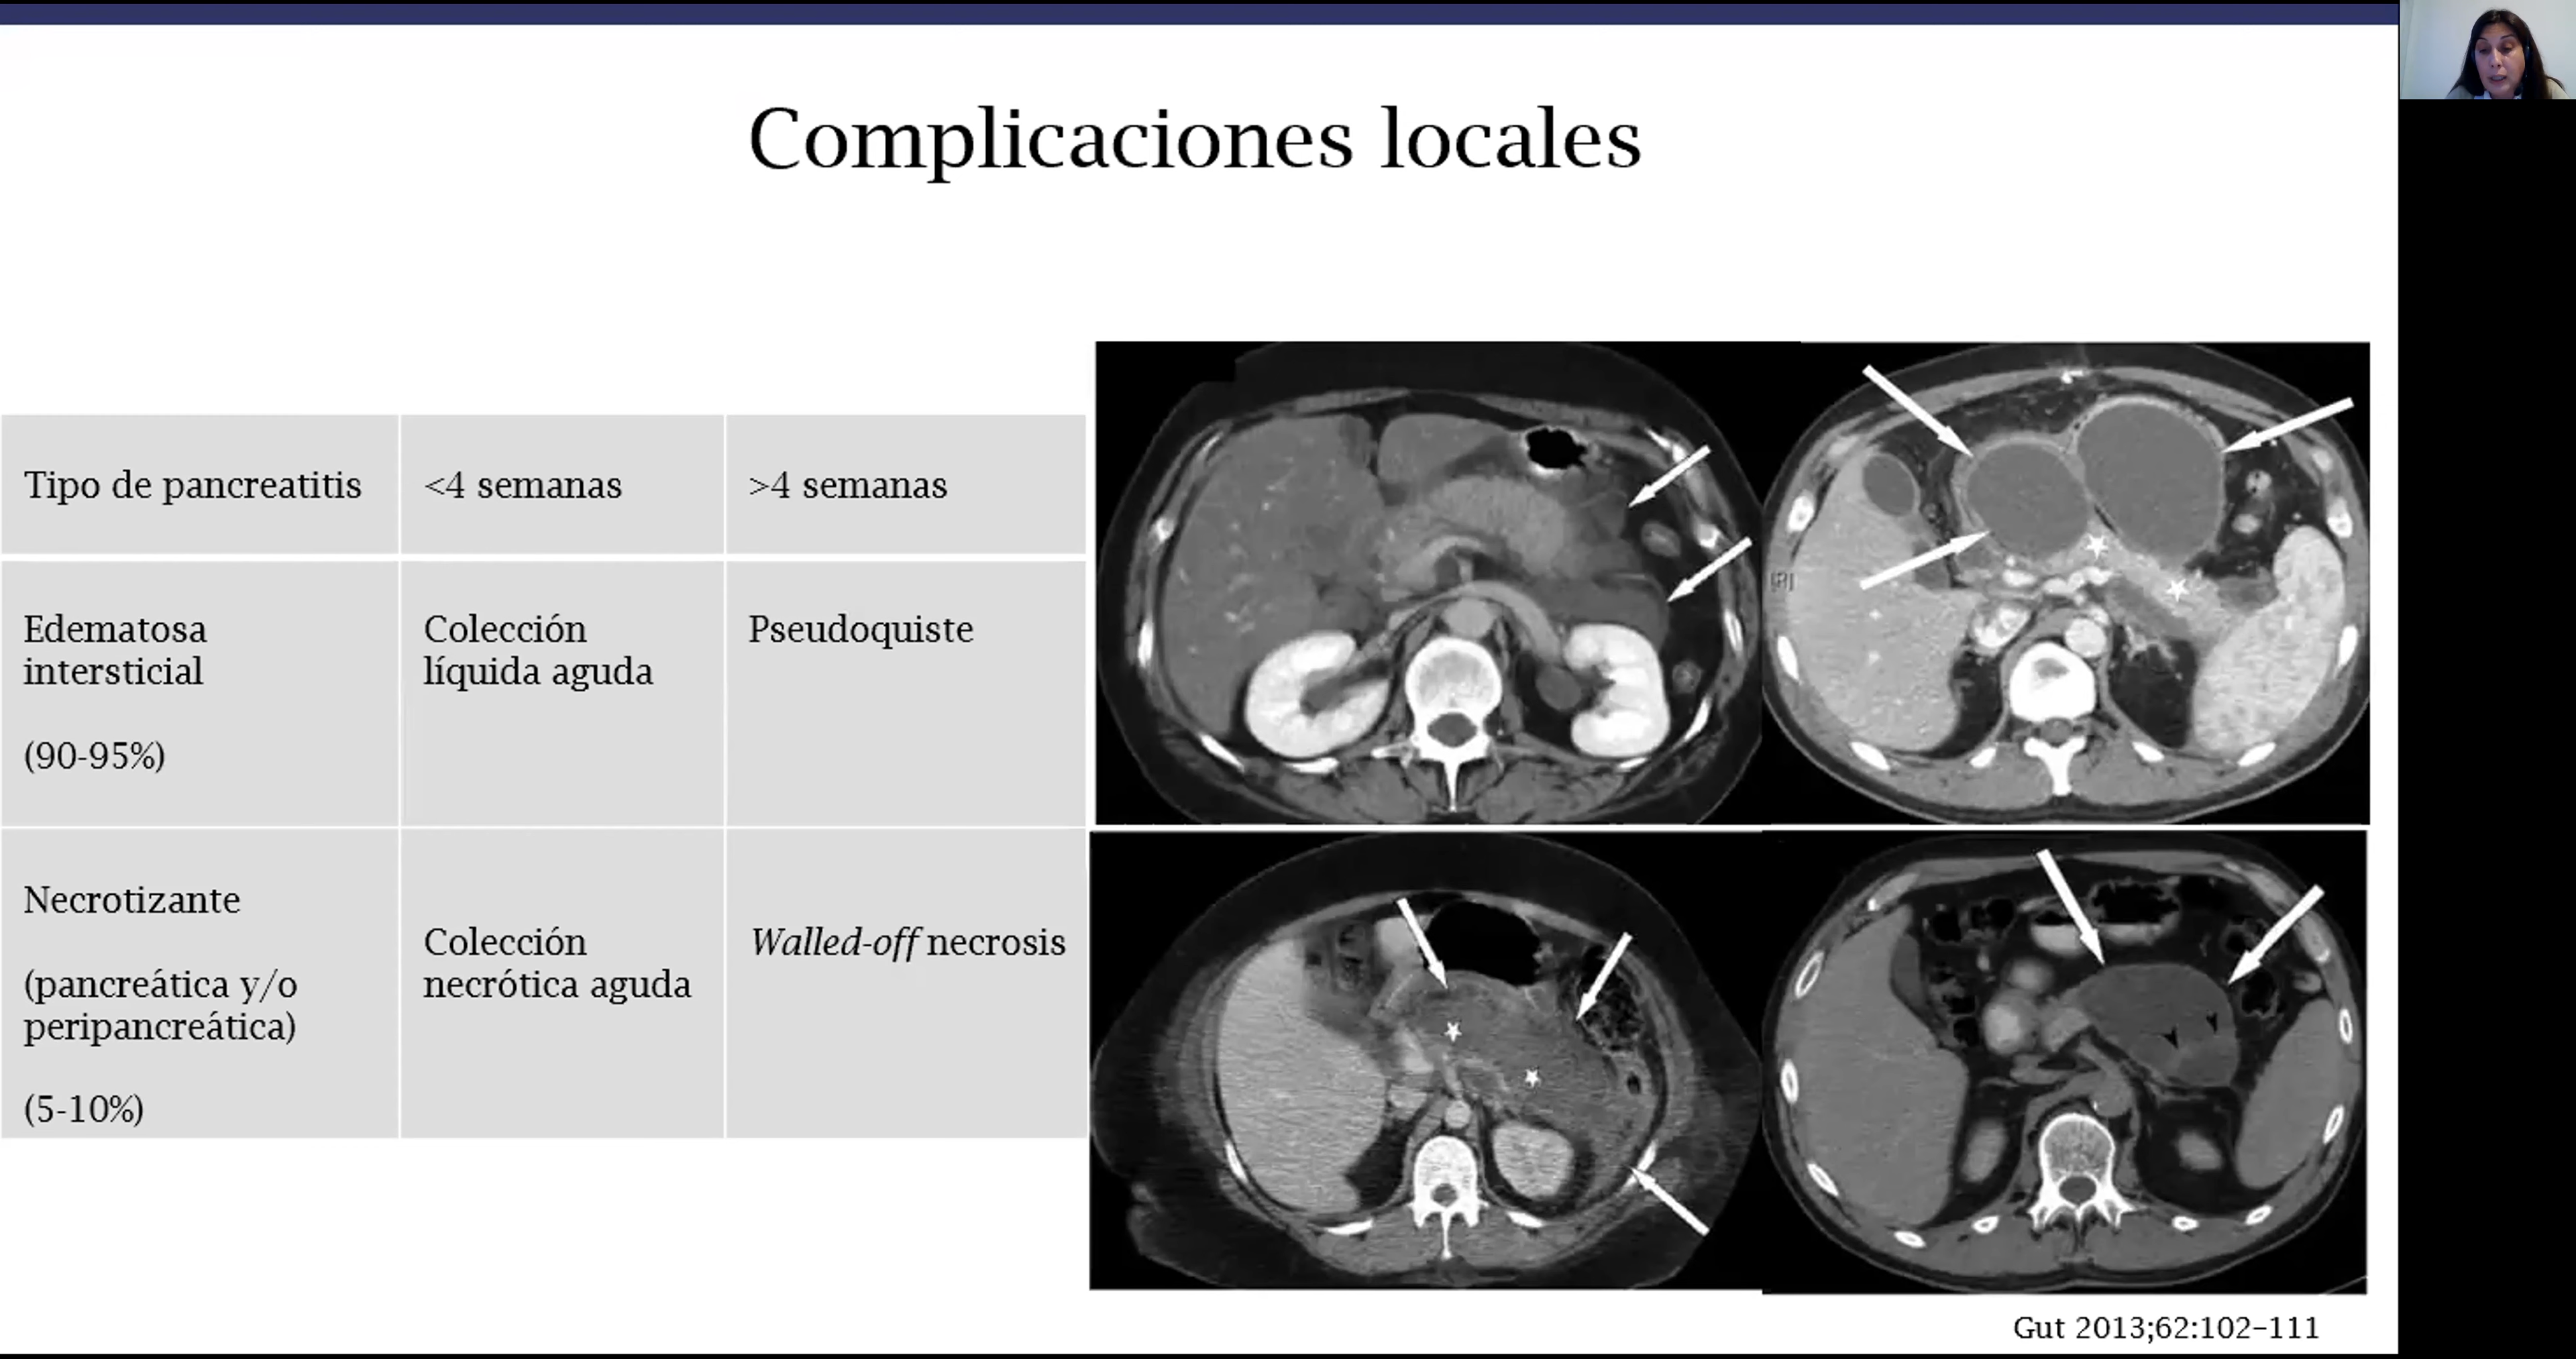 Complicaciones locales
Tipo de pancreatitis
<4 semanas
>4 semanas
Edematosa
intersticial
(90-95%)
Colección
líquida aguda
Pseudoquiste
Necrotizante
(pancreática y/o
peripancreática)
(5-10%)
Colección
necrótica aguda
Walled-off necrosis
Gut 2013;62:102–111